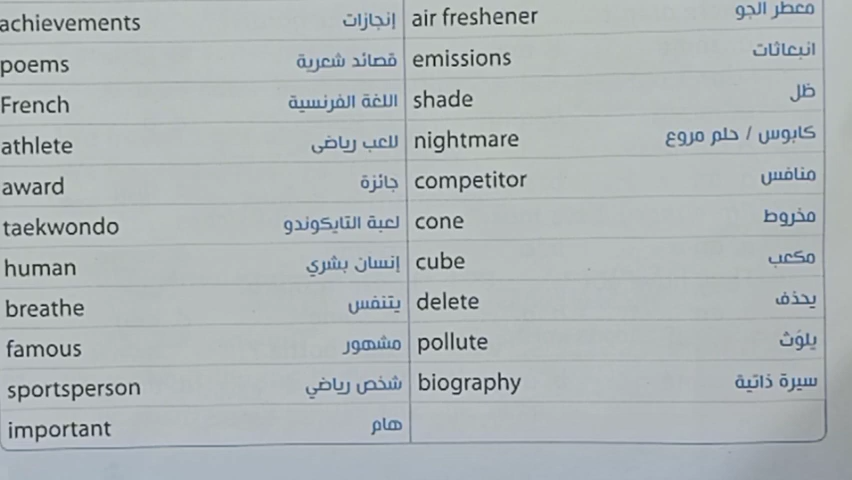 achievements إنجازات air freshener معطر الجو
poems قصائد شعرية emissions انبعاثات
French اللغة الفرنسية shade ظل
athlete لاعب رياضى nightmare كابوس / حلم مروع
award جائزة competitor منافس
taekwondo لعبة التايكوندو cone مخروط
human إنسان بشري cube مكعب
breathe يتنفس delete يحذف
famous مشهور pollute يلوّث
sportsperson شخص رياضي biography سيرة ذاتية
important هام